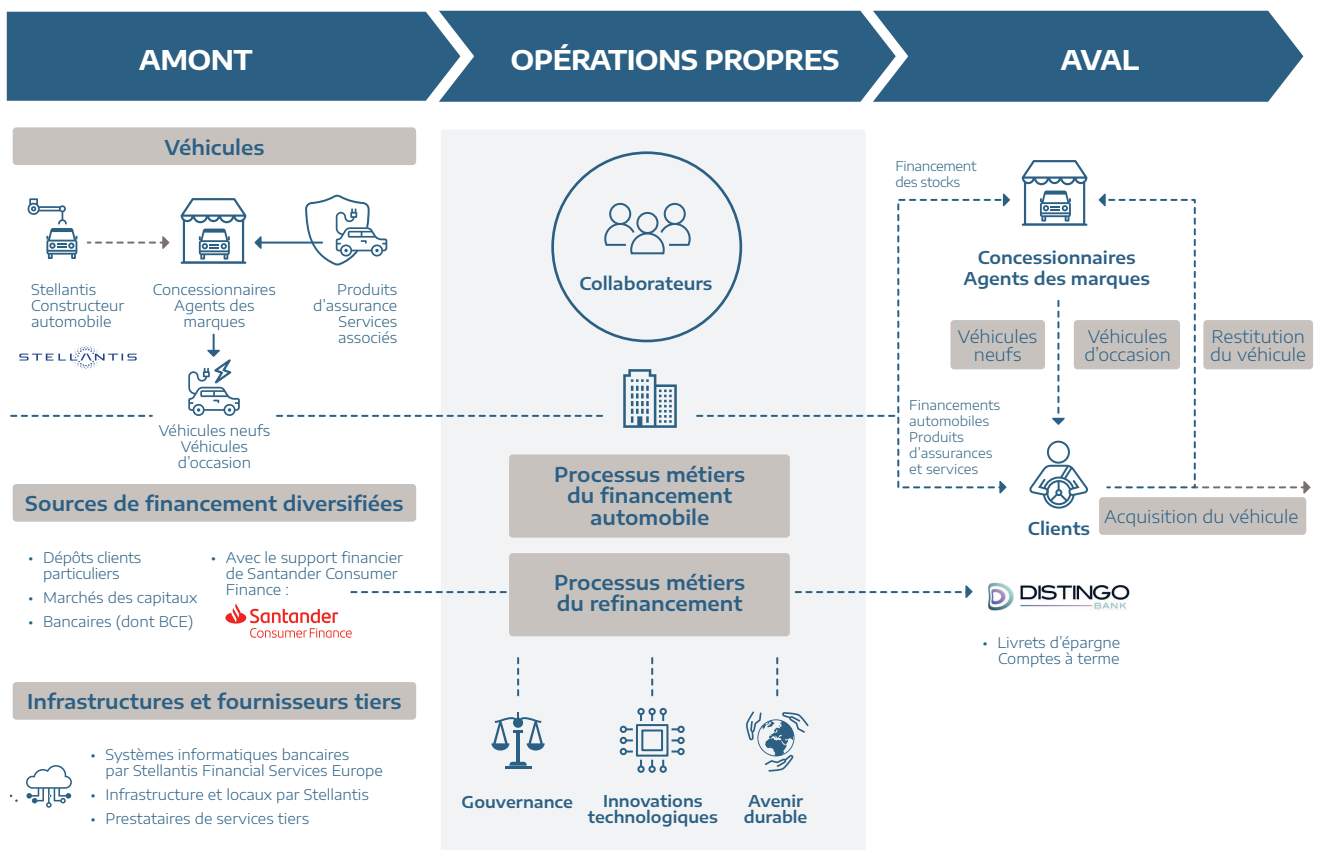 AMONT
OPÉRATIONS PROPRES
AVAL
Véhicules
Stellantis
Constructeur
automobile
STELLANTIS
Concessionnaires
Agents des
marques
Produits
d'assurance
Services
associés
Véhicules neufs
Véhicules
d'occasion
Sources de financement diversifiées
• Dépôts clients
particuliers
• Marchés des capitaux
• Bancaires (dont BCE)
• Avec le support financier
de Santander Consumer
Finance :
Santander
Consumer Finance
Infrastructures et fournisseurs tiers
• Systèmes informatiques bancaires
par Stellantis Financial Services Europe
• Infrastructure et locaux par Stellantis
• Prestataires de services tiers
Collaborateurs
Processus métiers
du financement
automobile
Processus métiers
du refinancement
Gouvernance
Innovations
technologiques
Avenir
durable
Financement
des stocks
Concessionnaires
Agents des marques
Véhicules
neufs
Véhicules
d'occasion
Restitution
du véhicule
Financements
automobiles
Produits
d'assurances
et services
Clients
Acquisition du véhicule
DISTINGO
BANK
• Livrets d'épargne
Comptes à terme